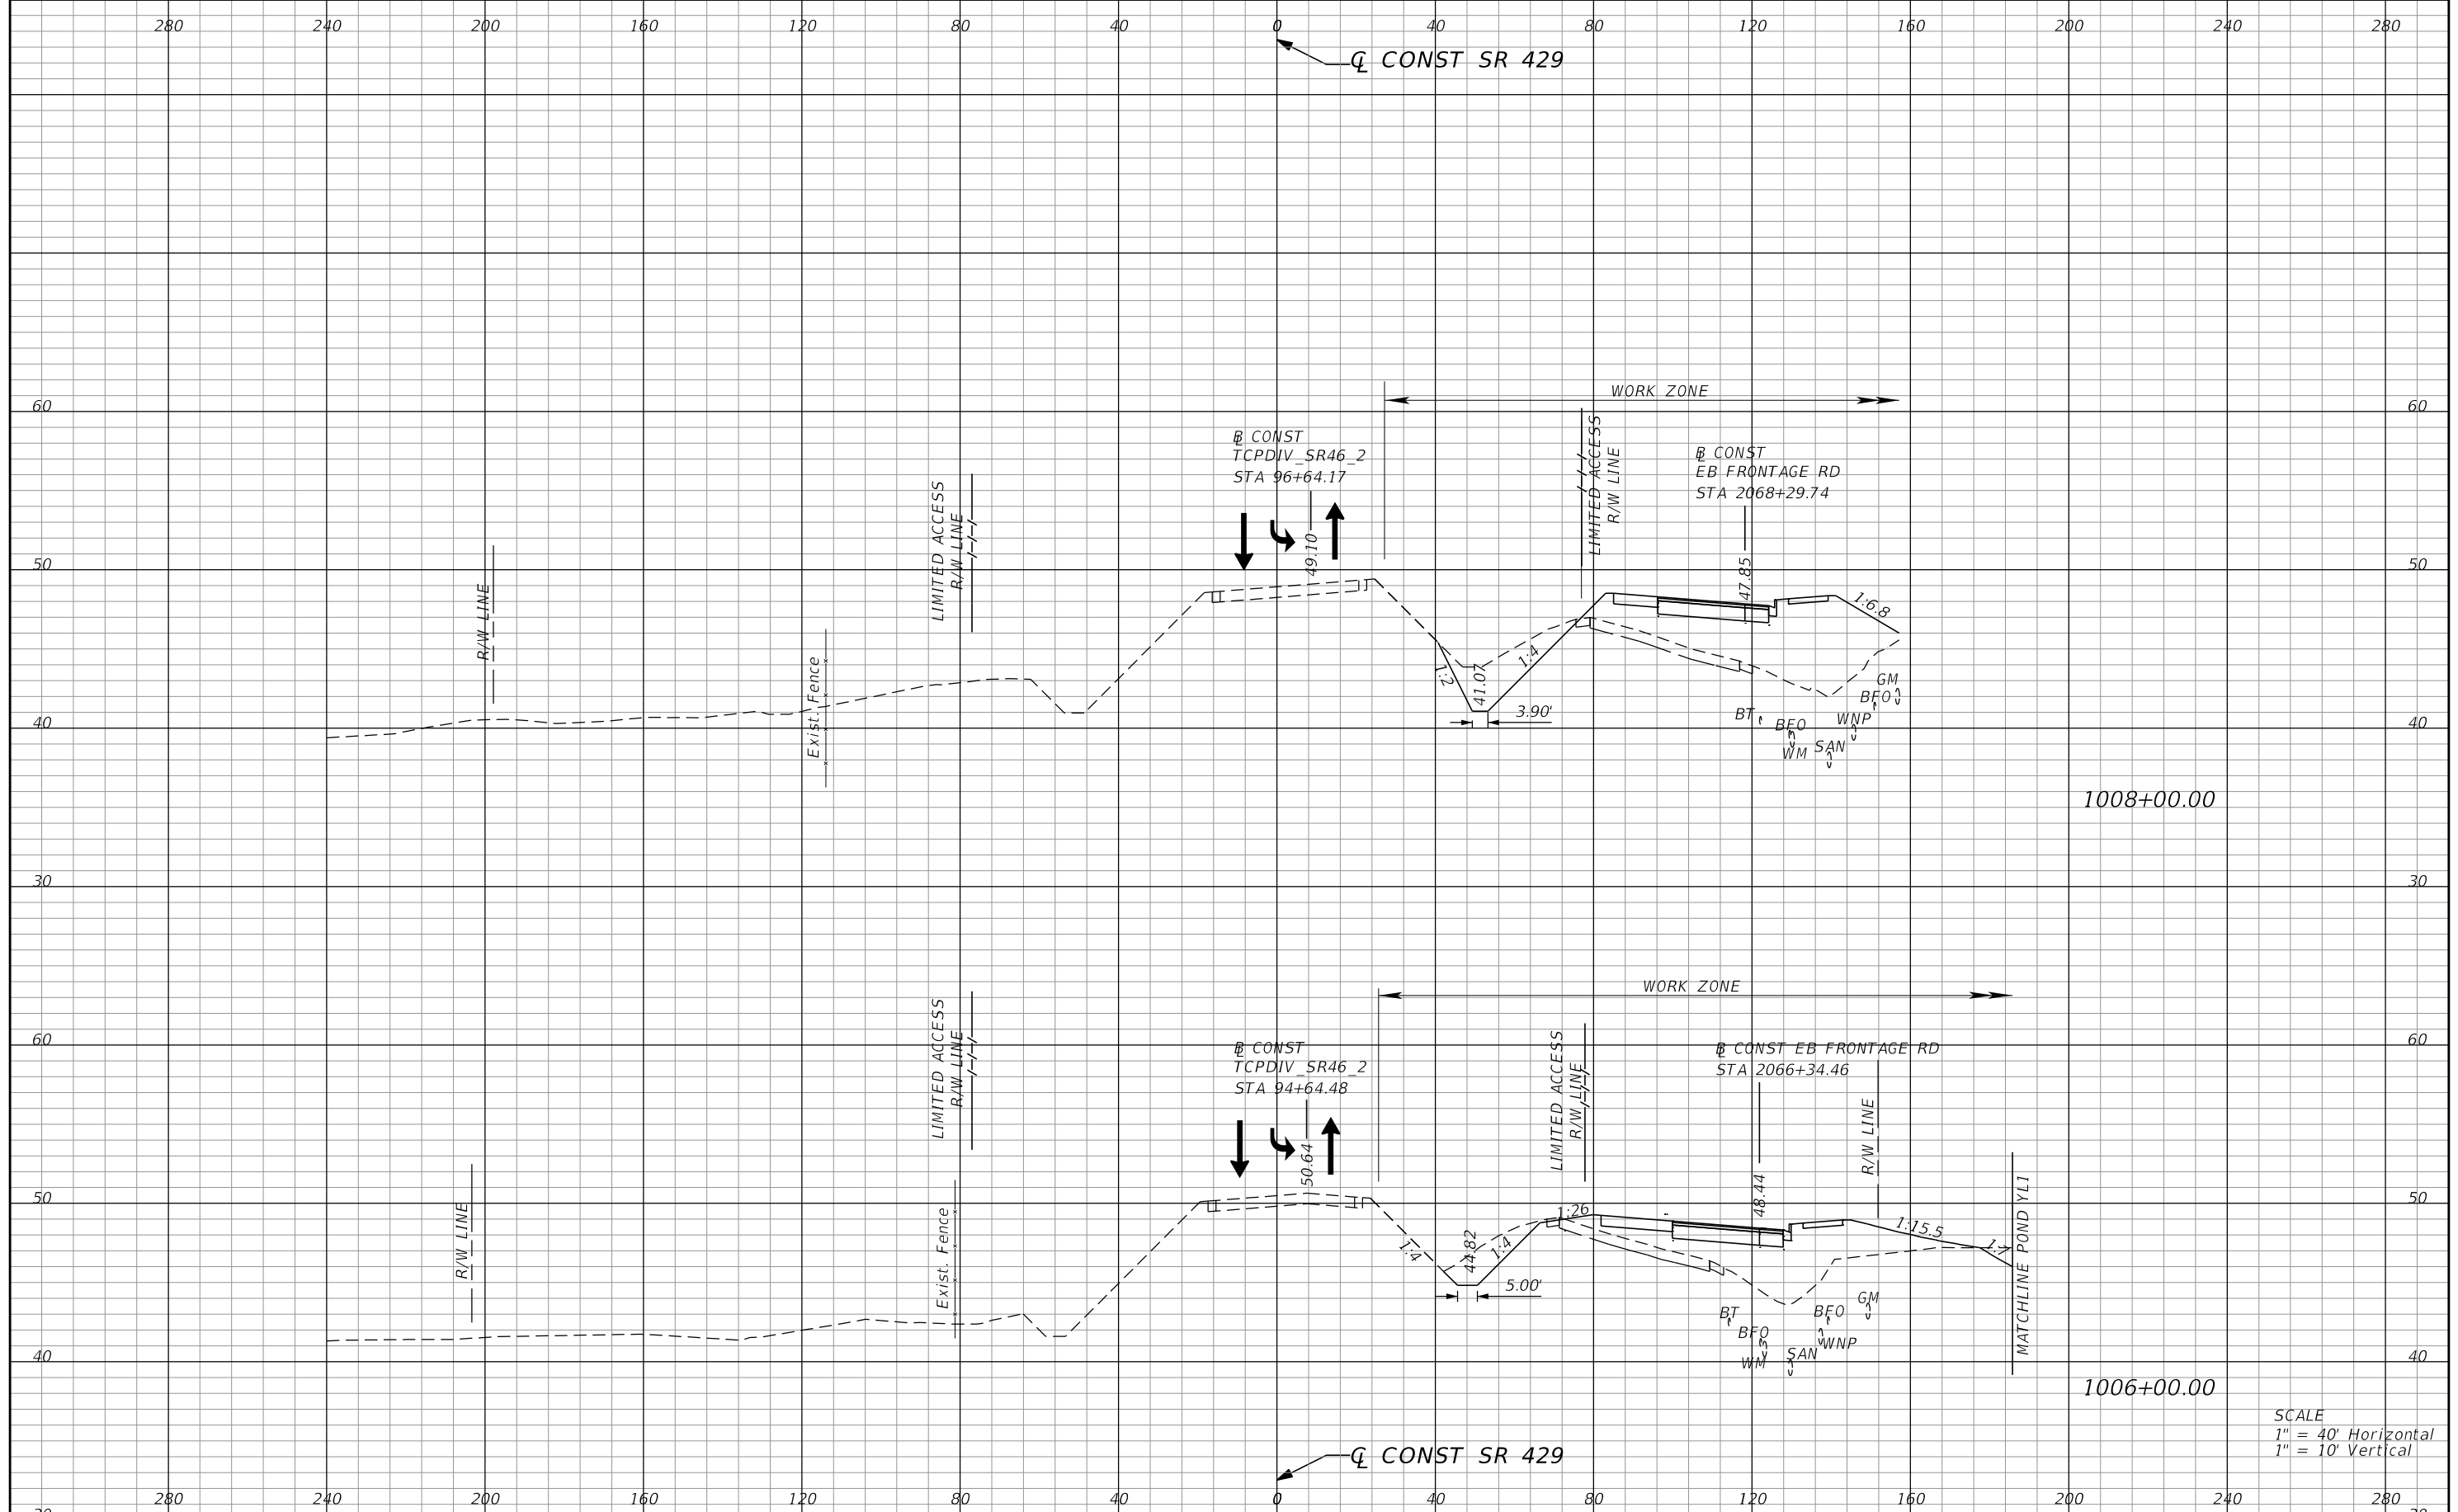 280 240 200 160 120 80 40 0 40 80 120 160 200 240 280
℄ CONST SR 429
WORK ZONE
60 60
℄ CONST
TCPDIV_SR46_2
STA 96+64.17
LIMITED ACCESS
R/W LINE
℄ CONST
EB FRONTAGE RD
STA 2068+29.74
LIMITED ACCESS
R/W LINE
R/W LINE
49.10
47.85
50 50
1:6.8
Exist. Fence
1:2
41.07
1:4
3.90'
GM
BFO
BT
BFO
WNP
WM
SAN
40 40
1008+00.00
30 30
WORK ZONE
60 60
LIMITED ACCESS
R/W LINE
℄ CONST
TCPDIV_SR46_2
STA 94+64.48
LIMITED ACCESS
R/W LINE
℄ CONST EB FRONTAGE RD
STA 2066+34.46
R/W LINE
R/W LINE
50.64
48.44
50 50
Exist. Fence
1:4
44.82
1:4
1:26
1:15.5
5.00'
MATCHLINE POND YL1
BT
BFO
GM
BFO
WNP
WM
SAN
40 40
1006+00.00
SCALE
1" = 40' Horizontal
1" = 10' Vertical
℄ CONST SR 429
280 240 200 160 120 80 40 0 40 80 120 160 200 240 280